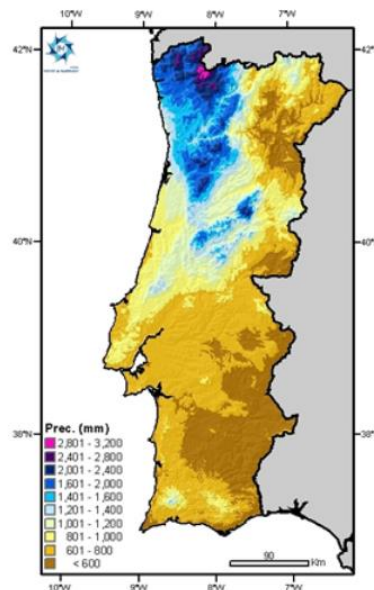 10°W 9°W 8°W 7°W
42°N 42°N
40°N 40°N
38°N 38°N
Prec. (mm)
2,801 - 3,200
2,401 - 2,800
2,001 - 2,400
1,601 - 2,000
1,401 - 1,600
1,201 - 1,400
1,001 - 1,200
801 - 1,000
601 - 800
< 600
90
Km
10°W 9°W 8°W 7°W